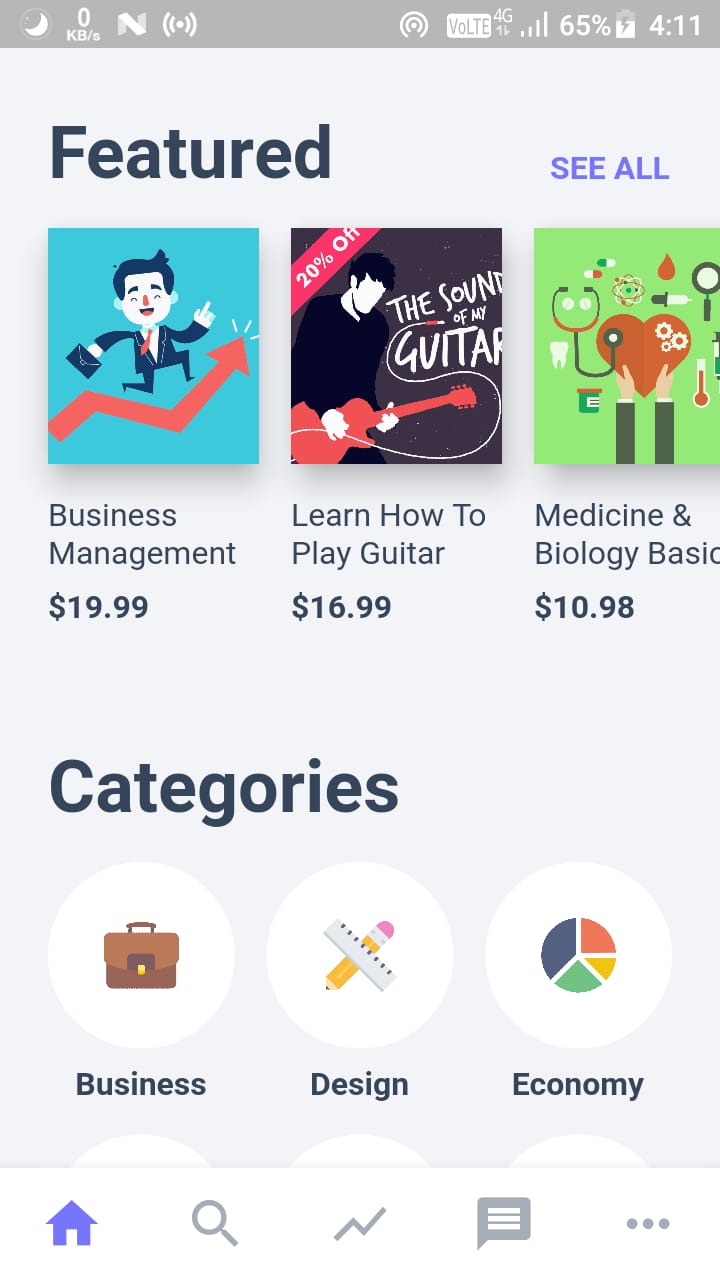 0
KB/s
VoLTE
4G
65%
4:11
Featured
SEE ALL
20% Off
THE SOUND
OF MY
GUITAR
Business
Management
$19.99
Learn How To
Play Guitar
$16.99
Medicine &
Biology Basic
$10.98
Categories
Business
Design
Economy